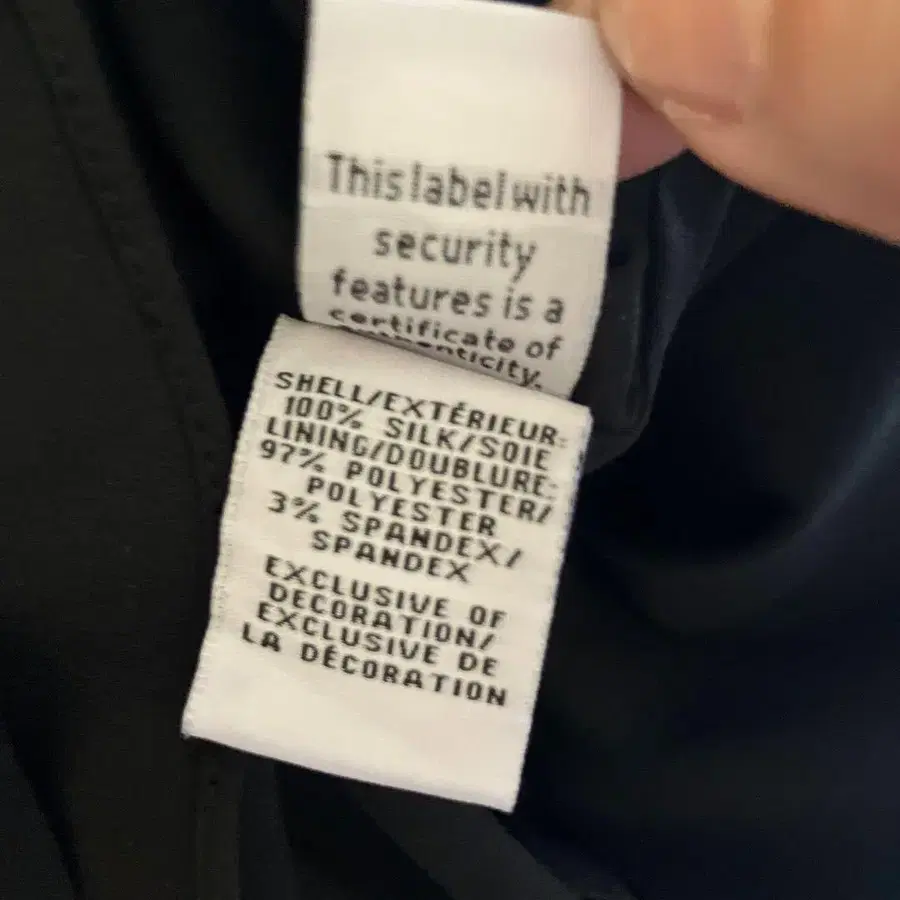 This label with
security
features is a
certificate of
authenticity.
SHELL/EXTÉRIEUR:
100% SILK/SOIE
LINING/DOUBLURE:
97% POLYESTER/
POLYESTER
3% SPANDEX/
SPANDEX
EXCLUSIVE OF
DECORATION/
EXCLUSIVE DE
LA DÉCORATION